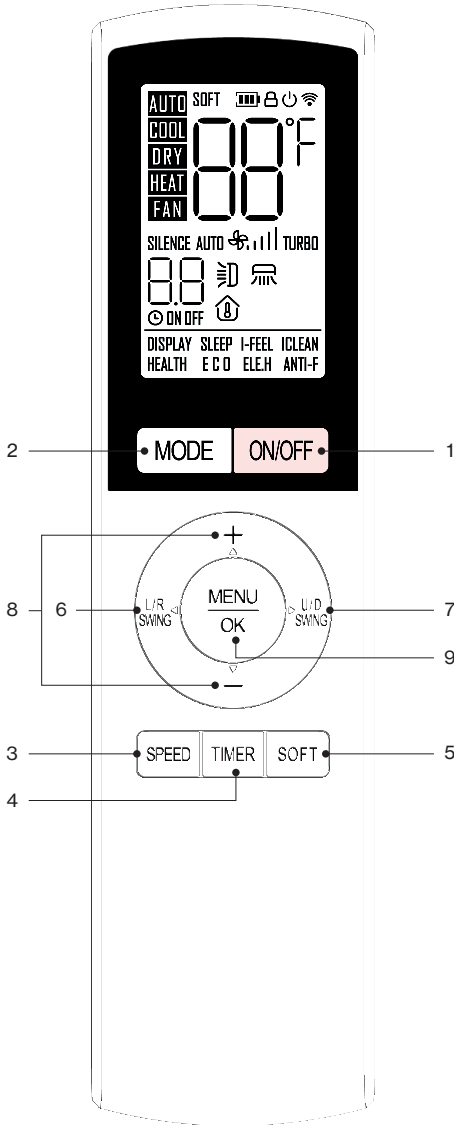 AUTO SOFT
COOL
88°F
DRY
HEAT
FAN
SILENCE AUTO TURBO
8.8
ON OFF
DISPLAY SLEEP I-FEEL ICLEAN
HEALTH ECO ELE.H ANTI-F
2 MODE ON/OFF 1
+
8 6 L/R SWING MENU U/D SWING 7
OK
9
−
3 SPEED TIMER SOFT 5
4